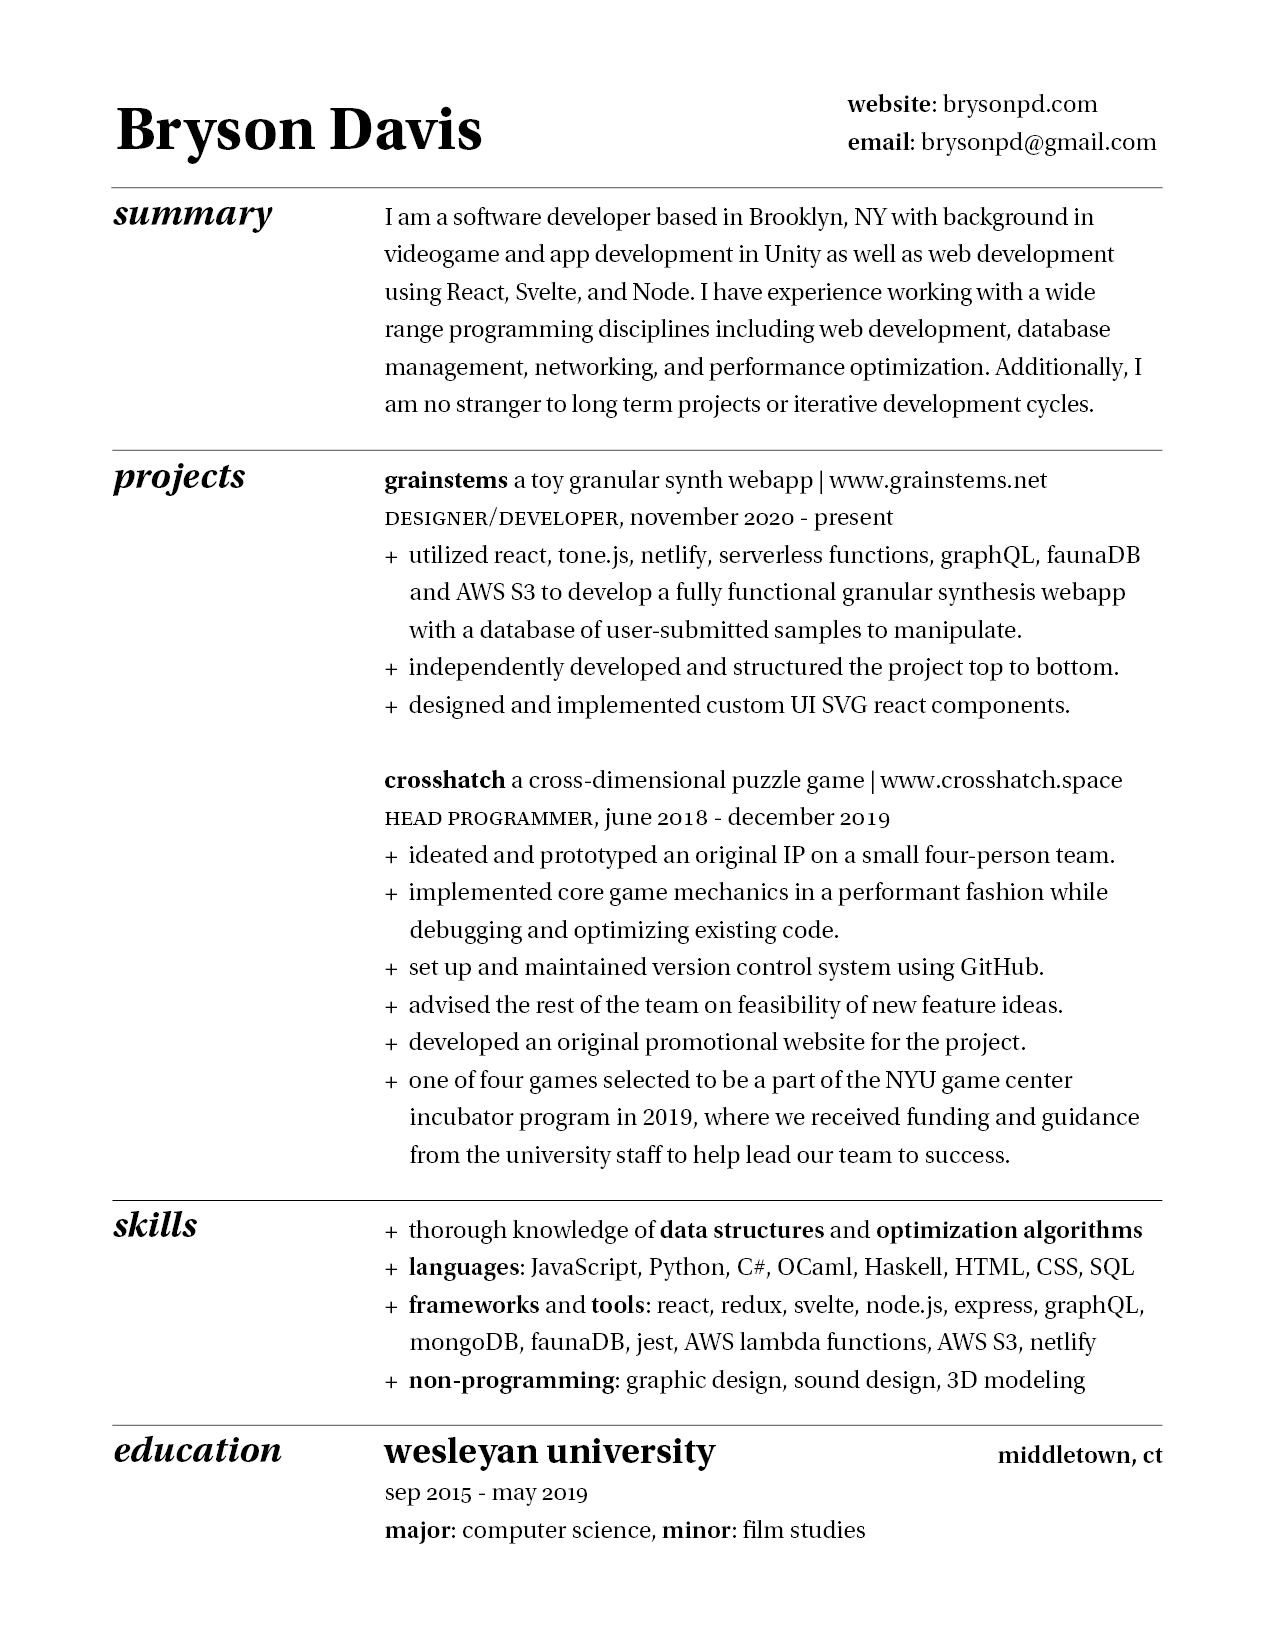 Bryson Davis
website: brysonpd.com
email: brysonpd@gmail.com
summary
I am a software developer based in Brooklyn, NY with background in
videogame and app development in Unity as well as web development
using React, Svelte, and Node. I have experience working with a wide
range programming disciplines including web development, database
management, networking, and performance optimization. Additionally, I
am no stranger to long term projects or iterative development cycles.
projects
grainstems a toy granular synth webapp | www.grainstems.net
DESIGNER/DEVELOPER, november 2020 - present
+ utilized react, tone.js, netlify, serverless functions, graphQL, faunaDB
and AWS S3 to develop a fully functional granular synthesis webapp
with a database of user-submitted samples to manipulate.
+ independently developed and structured the project top to bottom.
+ designed and implemented custom UI SVG react components.
crosshatch a cross-dimensional puzzle game | www.crosshatch.space
HEAD PROGRAMMER, june 2018 - december 2019
+ ideated and prototyped an original IP on a small four-person team.
+ implemented core game mechanics in a performant fashion while
debugging and optimizing existing code.
+ set up and maintained version control system using GitHub.
+ advised the rest of the team on feasibility of new feature ideas.
+ developed an original promotional website for the project.
+ one of four games selected to be a part of the NYU game center
incubator program in 2019, where we received funding and guidance
from the university staff to help lead our team to success.
skills
+ thorough knowledge of data structures and optimization algorithms
+ languages: JavaScript, Python, C#, OCaml, Haskell, HTML, CSS, SQL
+ frameworks and tools: react, redux, svelte, node.js, express, graphQL,
mongoDB, faunaDB, jest, AWS lambda functions, AWS S3, netlify
+ non-programming: graphic design, sound design, 3D modeling
education
wesleyan university
middletown, ct
sep 2015 - may 2019
major: computer science, minor: film studies